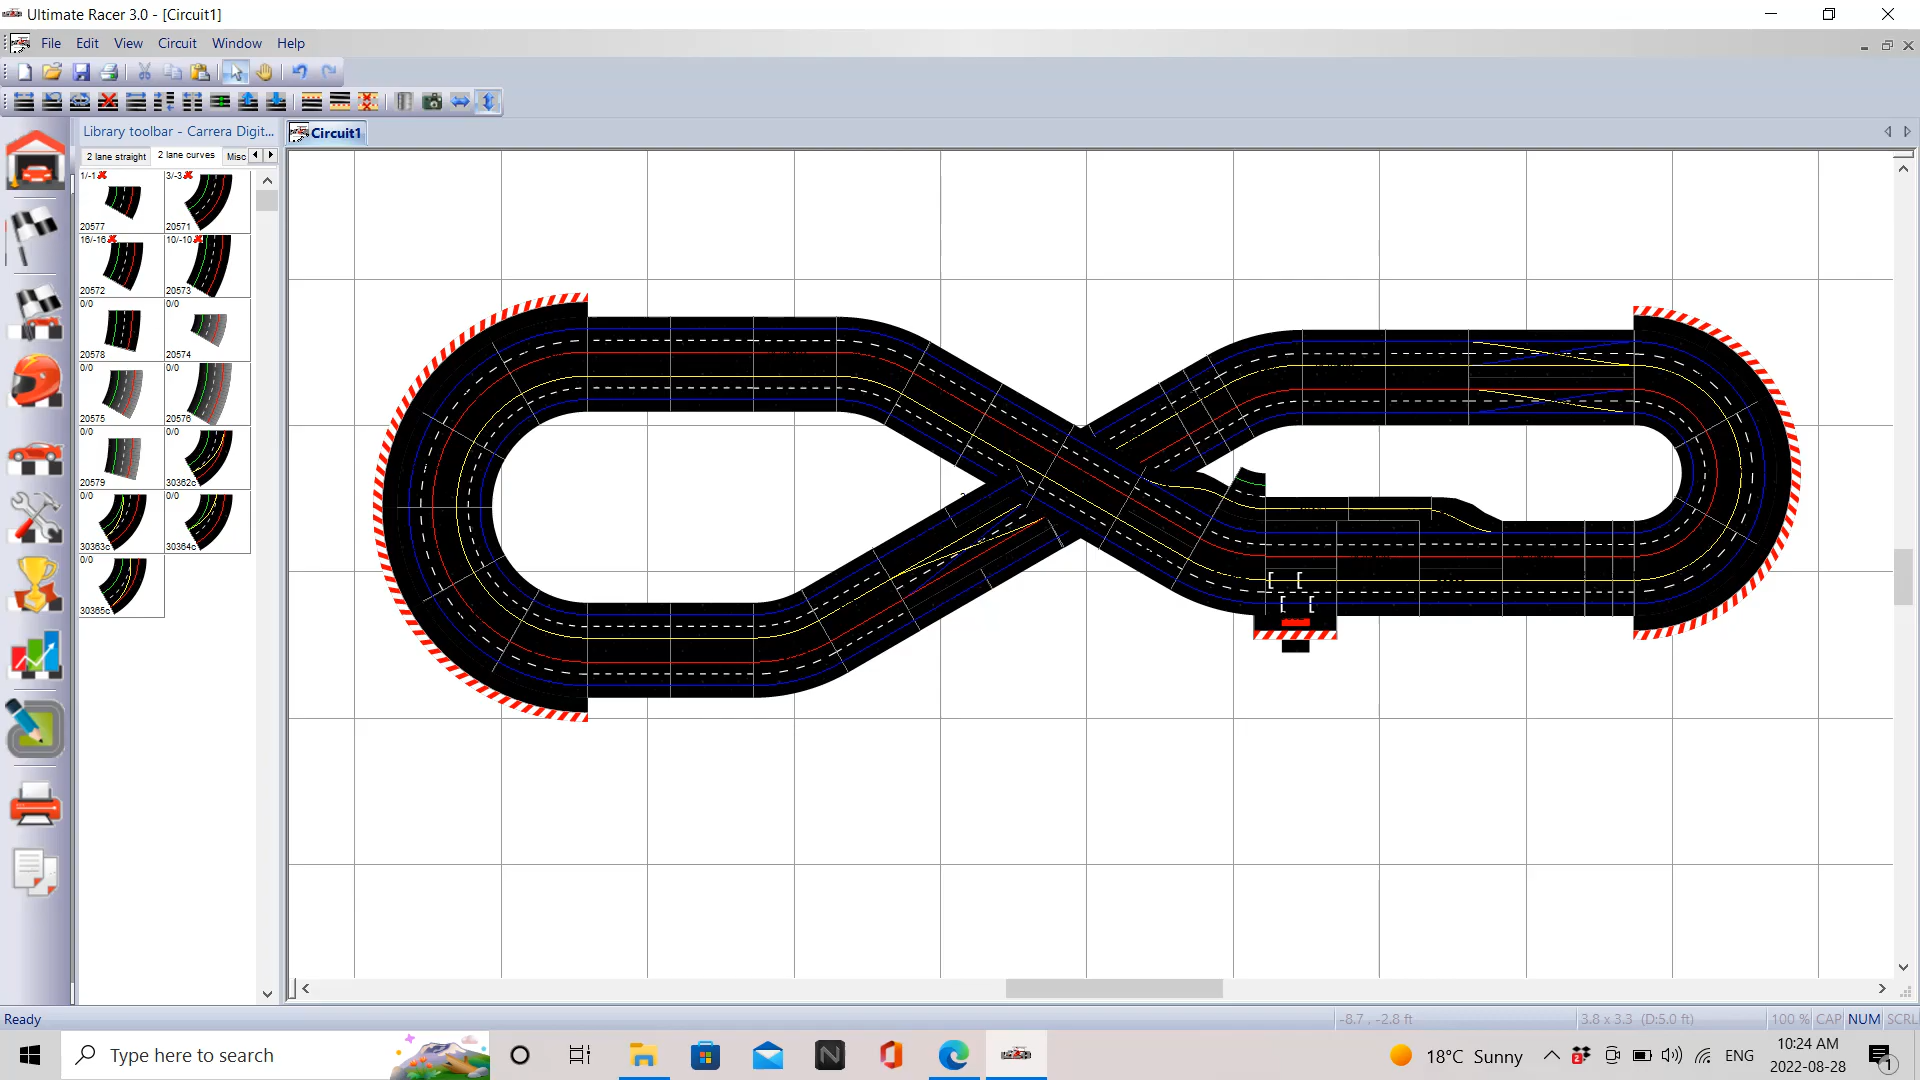 Ultimate Racer 3.0 - [Circuit1]
File Edit View Circuit Window Help
Library toolbar - Carrera Digit...
Circuit1
2 lane straight 2 lane curves Misc
1/-1 3/-3
20577 20571
16/-16 10/-10
20572 20573
0/0 0/0
20578 20574
0/0 0/0
20575 20576
0/0 0/0
20579 30362c
0/0 0/0
30363c 30364c
0/0
30365c
Ready
-8.7 , -2.8 ft
3.8 x 3.3 (D:5.0 ft)
100 % CAP NUM SCRL
Type here to search
18°C Sunny
ENG
10:24 AM
2022-08-28
1